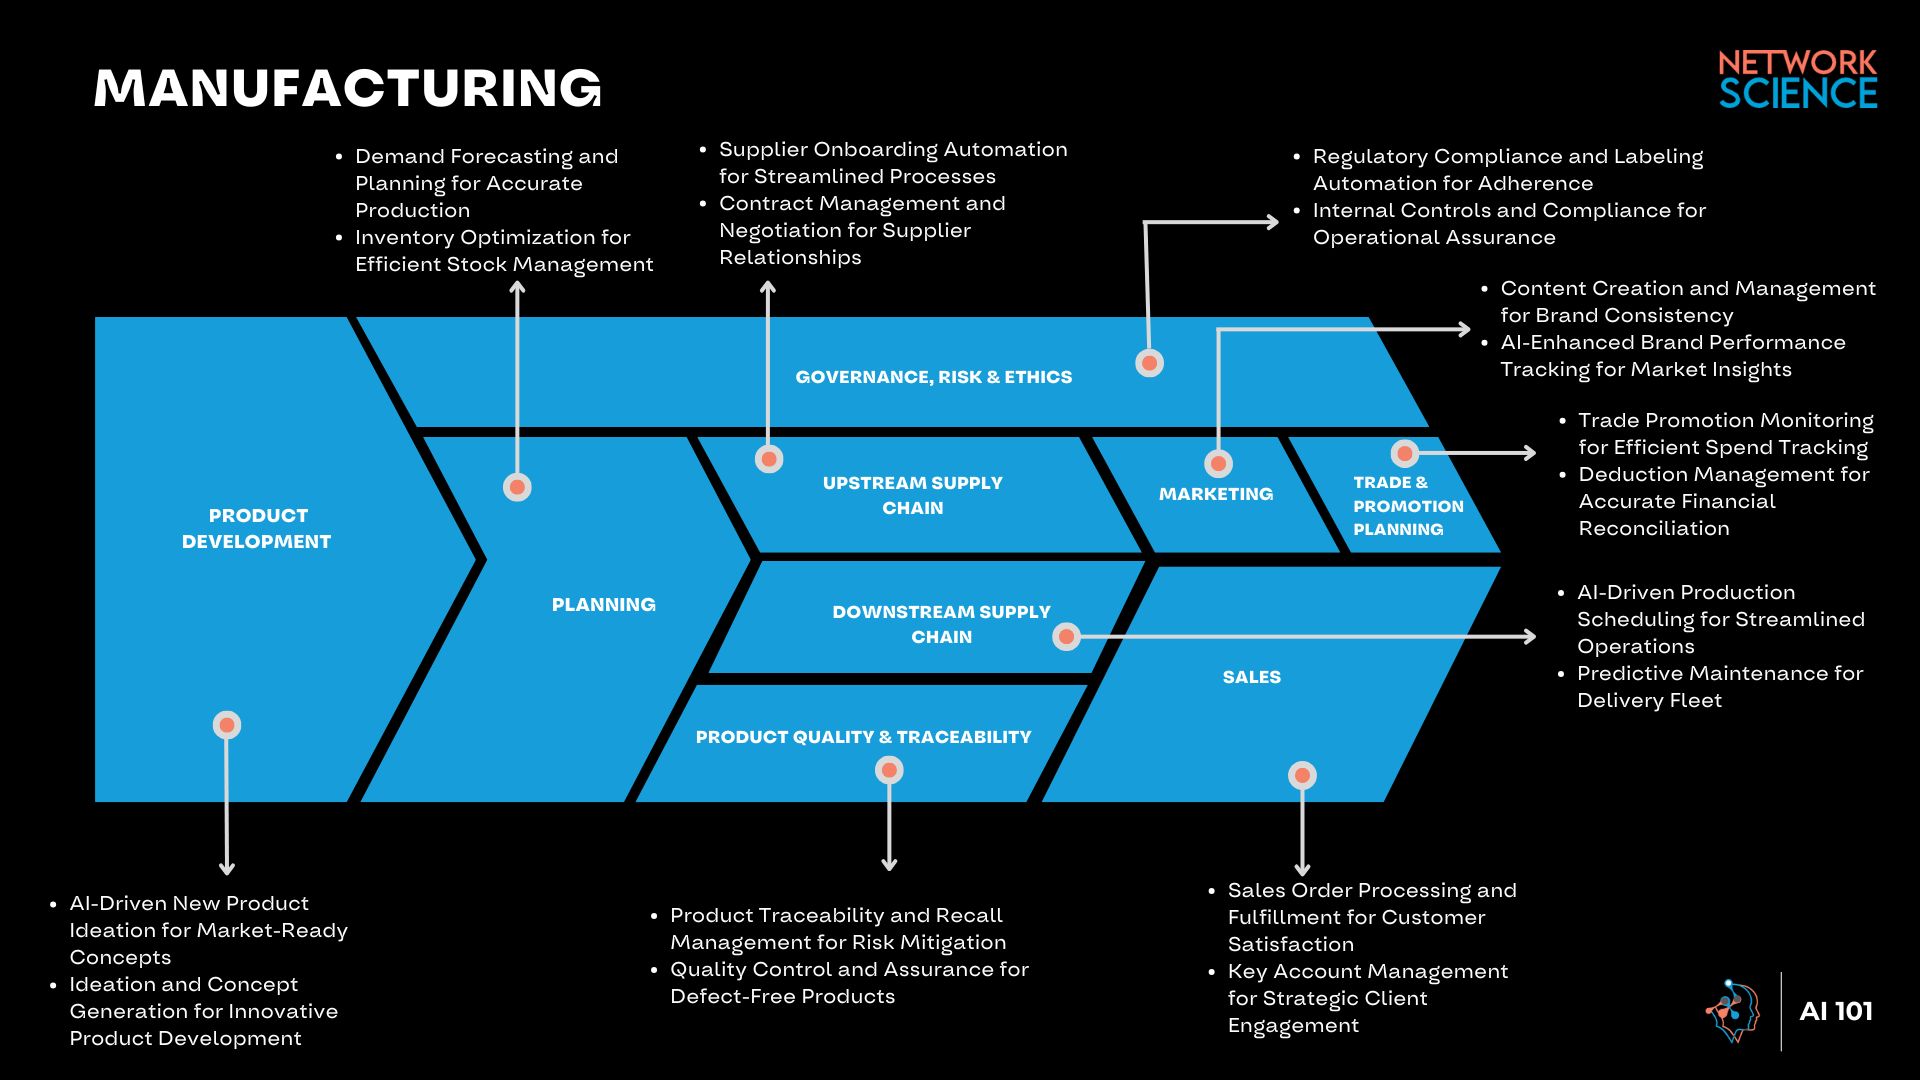 MANUFACTURING
NETWORK
SCIENCE
• Demand Forecasting and
Planning for Accurate
Production
• Inventory Optimization for
Efficient Stock Management
• Supplier Onboarding Automation
for Streamlined Processes
• Contract Management and
Negotiation for Supplier
Relationships
• Regulatory Compliance and Labeling
Automation for Adherence
• Internal Controls and Compliance for
Operational Assurance
• Content Creation and Management
for Brand Consistency
• AI-Enhanced Brand Performance
Tracking for Market Insights
• Trade Promotion Monitoring
for Efficient Spend Tracking
• Deduction Management for
Accurate Financial
Reconciliation
GOVERNANCE, RISK & ETHICS
PRODUCT
DEVELOPMENT
PLANNING
UPSTREAM SUPPLY
CHAIN
MARKETING
TRADE &
PROMOTION
PLANNING
DOWNSTREAM SUPPLY
CHAIN
SALES
PRODUCT QUALITY & TRACEABILITY
• AI-Driven Production
Scheduling for Streamlined
Operations
• Predictive Maintenance for
Delivery Fleet
• AI-Driven New Product
Ideation for Market-Ready
Concepts
• Ideation and Concept
Generation for Innovative
Product Development
• Product Traceability and Recall
Management for Risk Mitigation
• Quality Control and Assurance for
Defect-Free Products
• Sales Order Processing and
Fulfillment for Customer
Satisfaction
• Key Account Management
for Strategic Client
Engagement
AI 101